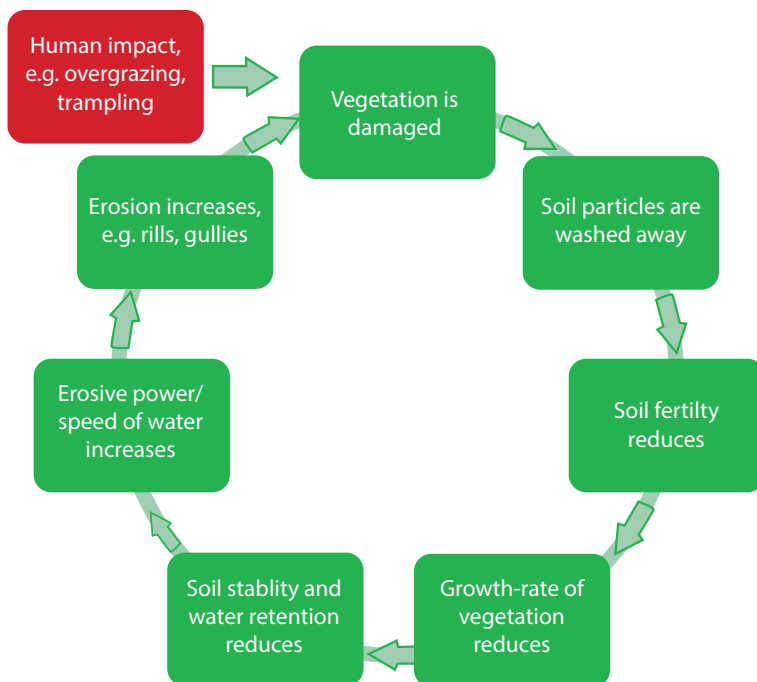 Human impact,
e.g. overgrazing,
trampling
Vegetation is
damaged
Soil particles are
washed away
Soil fertilty
reduces
Growth-rate of
vegetation
reduces
Soil stablity and
water retention
reduces
Erosive power/
speed of water
increases
Erosion increases,
e.g. rills, gullies